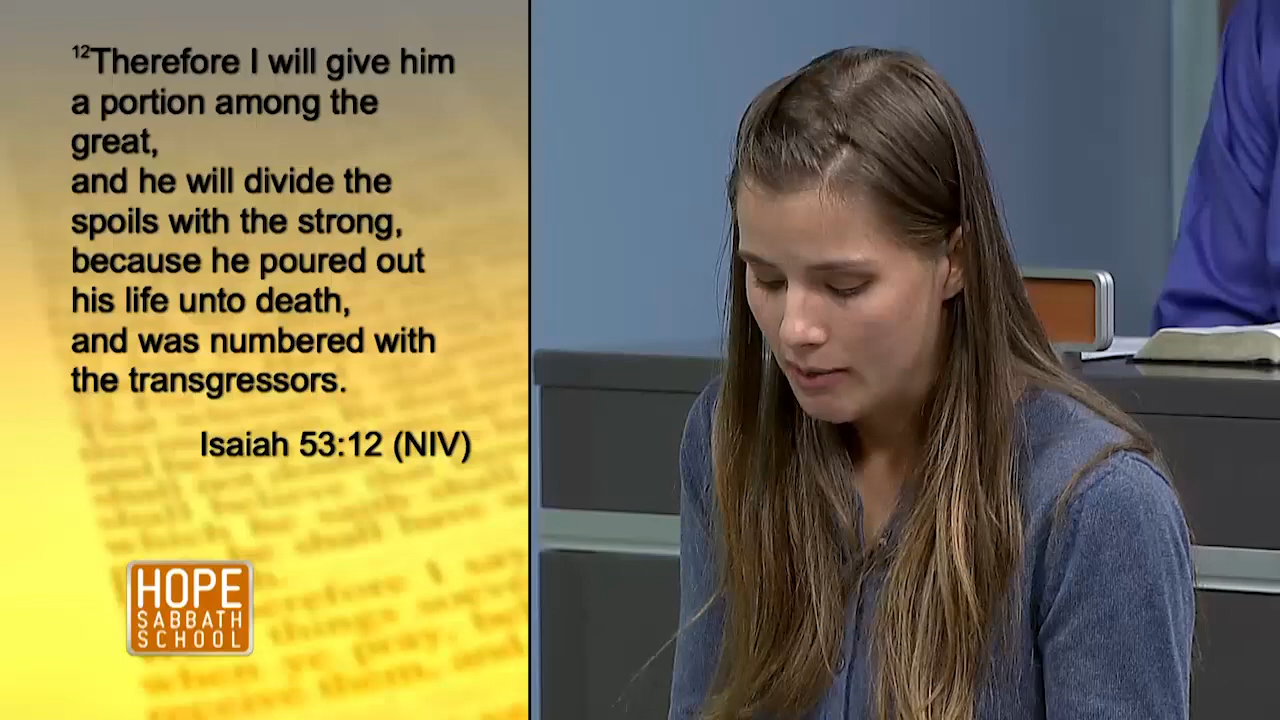 ¹²Therefore I will give him
a portion among the
great,
and he will divide the
spoils with the strong,
because he poured out
his life unto death,
and was numbered with
the transgressors.
Isaiah 53:12 (NIV)
HOPE
SABBATH
SCHOOL